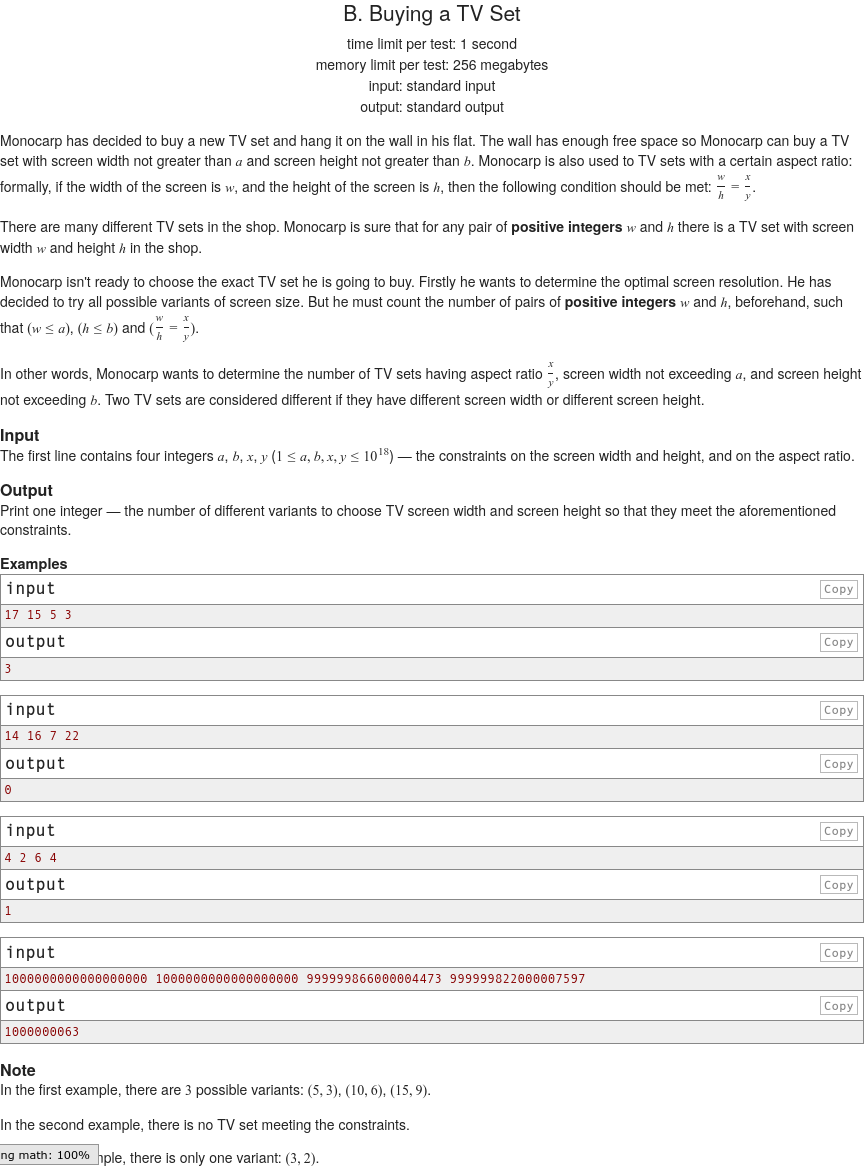 B. Buying a TV Set
time limit per test: 1 second
memory limit per test: 256 megabytes
input: standard input
output: standard output
Monocarp has decided to buy a new TV set and hang it on the wall in his flat. The wall has enough free space so Monocarp can buy a TV
set with screen width not greater than a and screen height not greater than b. Monocarp is also used to TV sets with a certain aspect ratio:
formally, if the width of the screen is w, and the height of the screen is h, then the following condition should be met: w/h = x/y.
There are many different TV sets in the shop. Monocarp is sure that for any pair of positive integers w and h there is a TV set with screen
width w and height h in the shop.
Monocarp isn't ready to choose the exact TV set he is going to buy. Firstly he wants to determine the optimal screen resolution. He has
decided to try all possible variants of screen size. But he must count the number of pairs of positive integers w and h, beforehand, such
that (w ≤ a), (h ≤ b) and (w/h = x/y).
In other words, Monocarp wants to determine the number of TV sets having aspect ratio x/y, screen width not exceeding a, and screen height
not exceeding b. Two TV sets are considered different if they have different screen width or different screen height.
Input
The first line contains four integers a, b, x, y (1 ≤ a, b, x, y ≤ 10^18) — the constraints on the screen width and height, and on the aspect ratio.
Output
Print one integer — the number of different variants to choose TV screen width and screen height so that they meet the aforementioned
constraints.
Examples
input Copy
17 15 5 3
output Copy
3
input Copy
14 16 7 22
output Copy
0
input Copy
4 2 6 4
output Copy
1
input Copy
1000000000000000000 1000000000000000000 999999866000004473 999999822000007597
output Copy
1000000063
Note
In the first example, there are 3 possible variants: (5, 3), (10, 6), (15, 9).
In the second example, there is no TV set meeting the constraints.
ng math: 100% mple, there is only one variant: (3, 2).